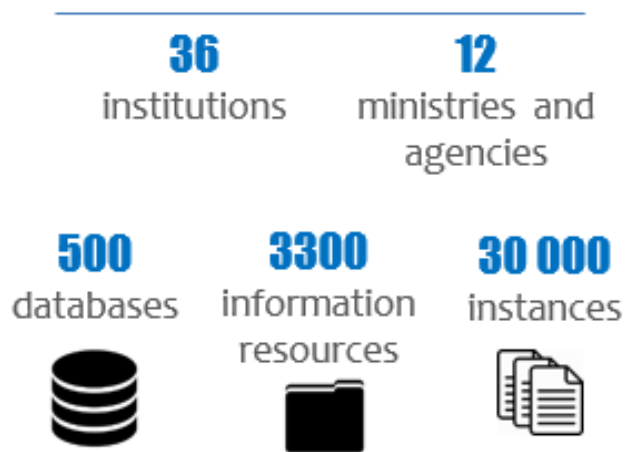 36
institutions
12
ministries and
agencies
500
databases
3300
information
resources
30 000
instances